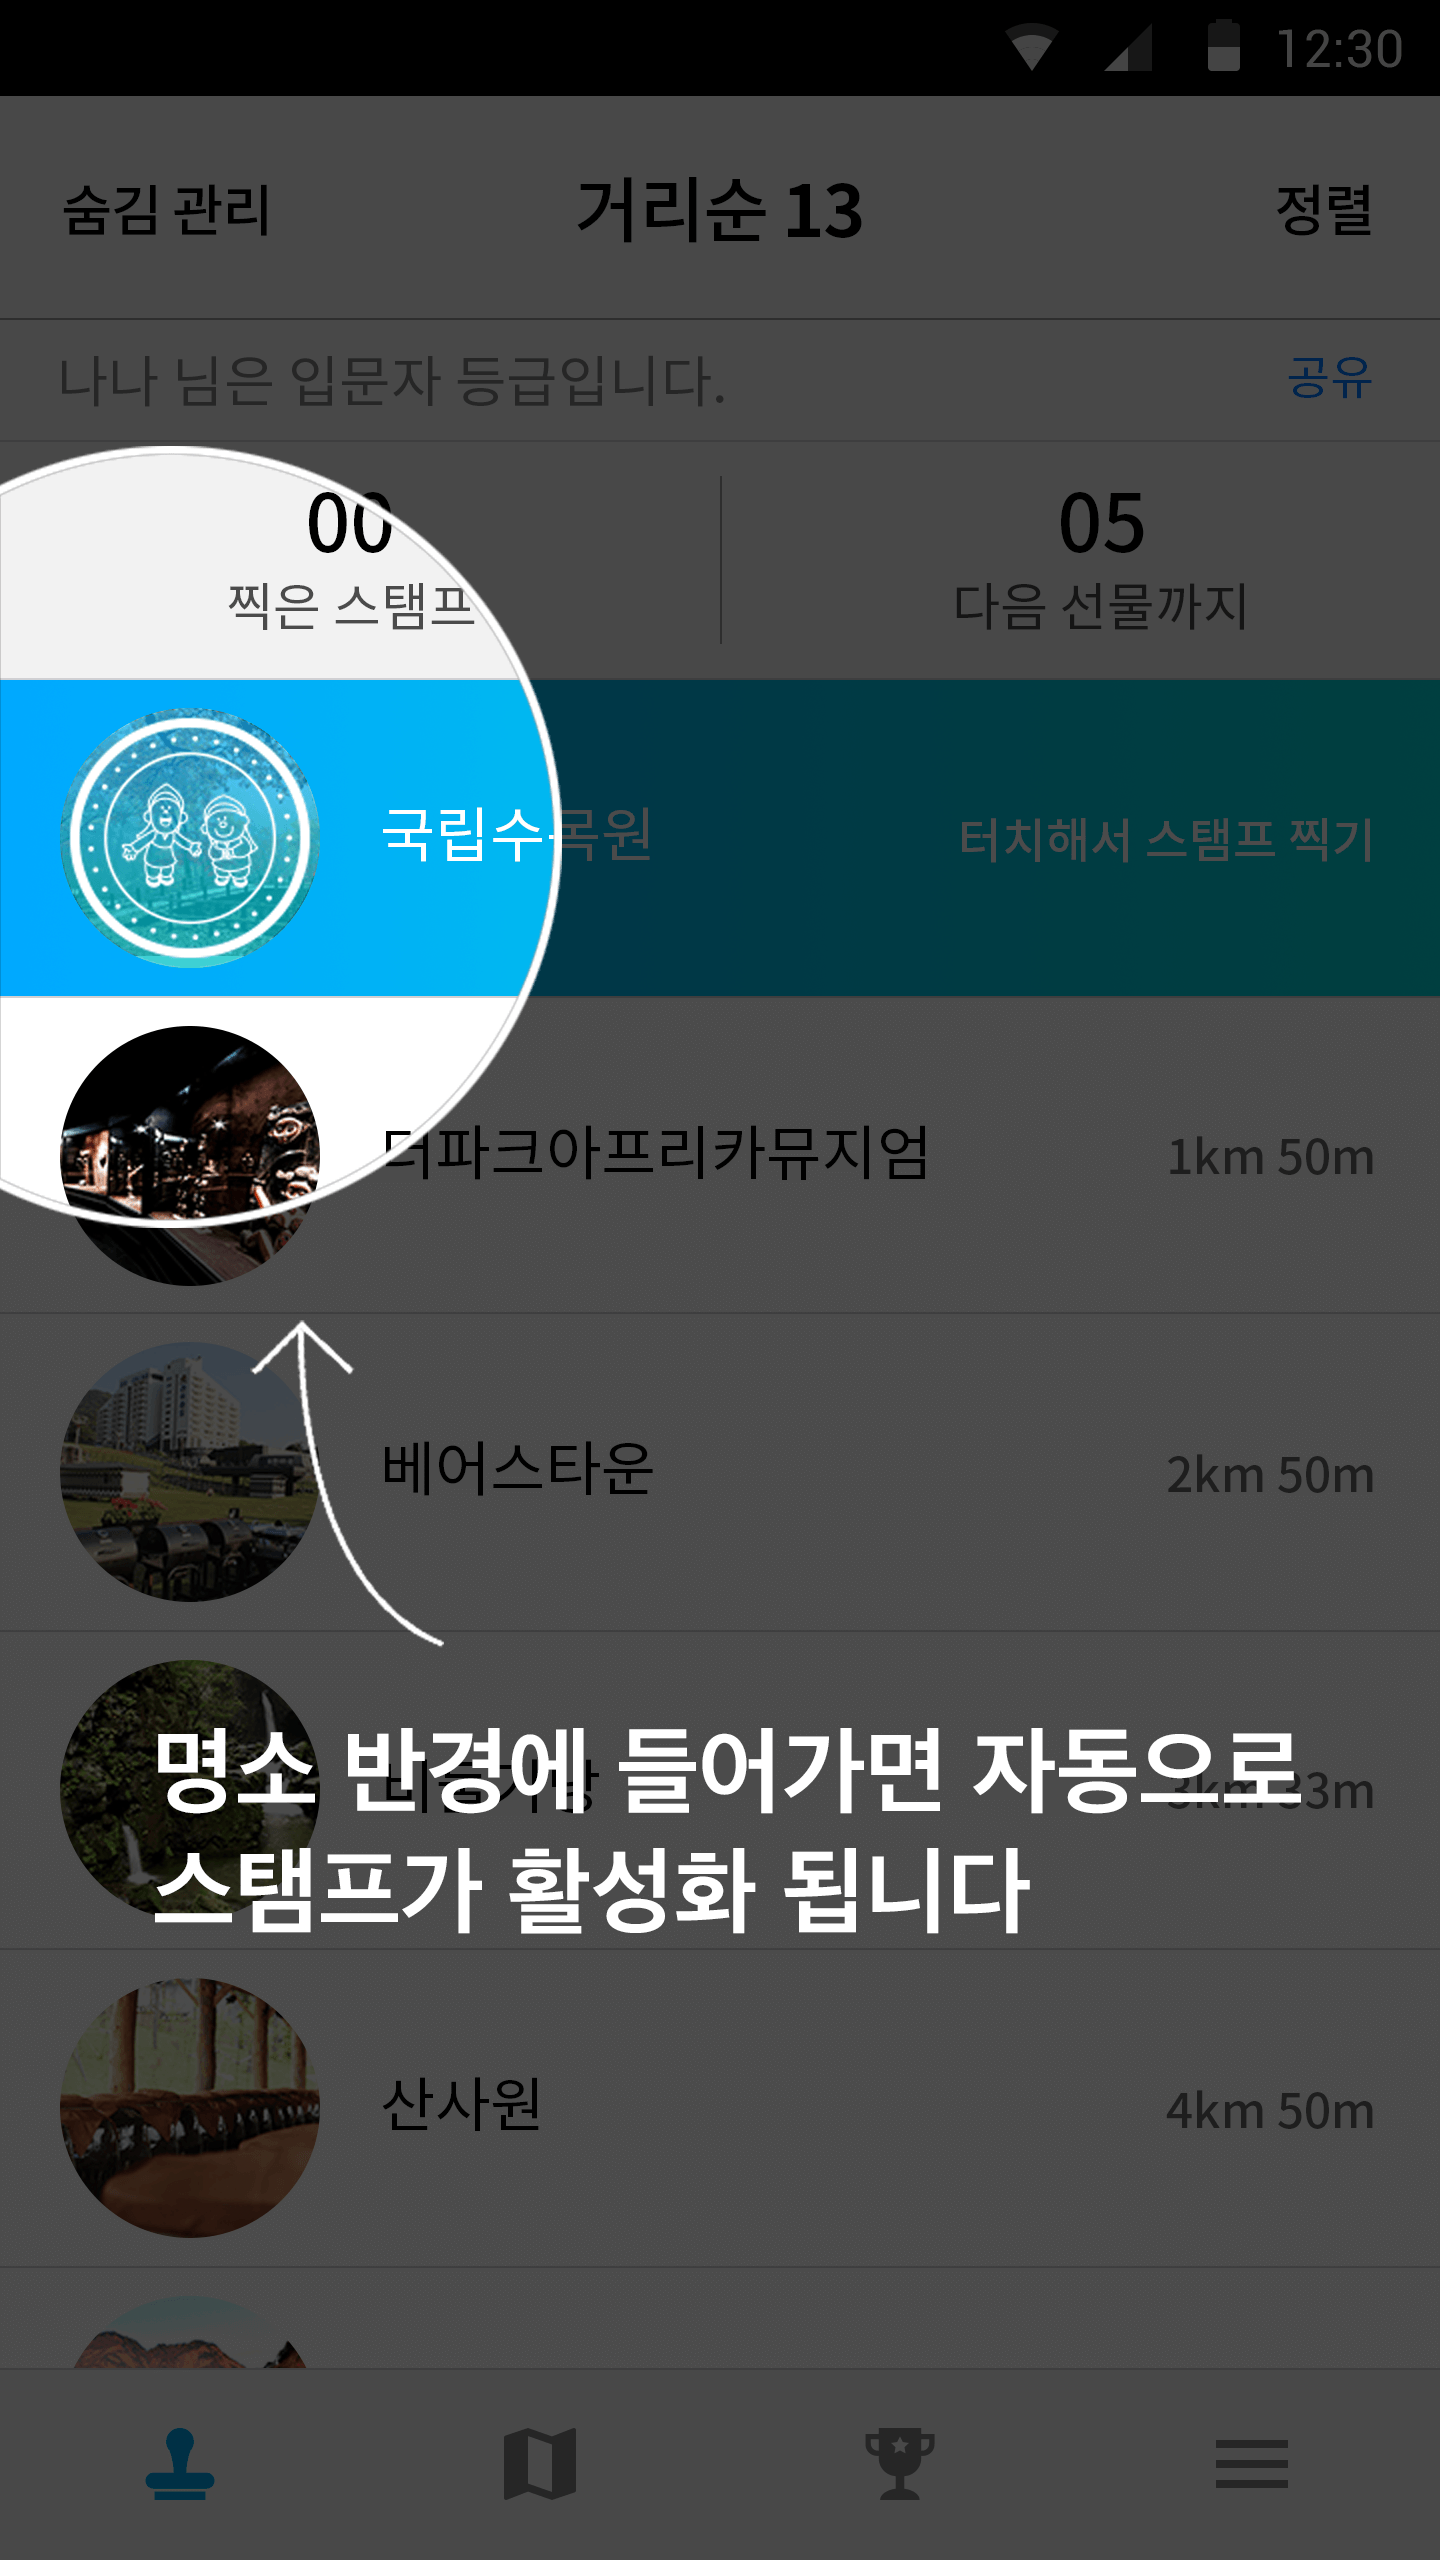 12:30
숨김 관리
거리순 13
정렬
나나 님은 입문자 등급입니다.
공유
00
찍은 스탬프
05
다음 선물까지
국립수목원
터치해서 스탬프 찍기
더파크아프리카뮤지엄
1km 50m
베어스타운
2km 50m
명소 반경에 들어가면 자동으로
스탬프가 활성화 됩니다
3km 33m
산사원
4km 50m